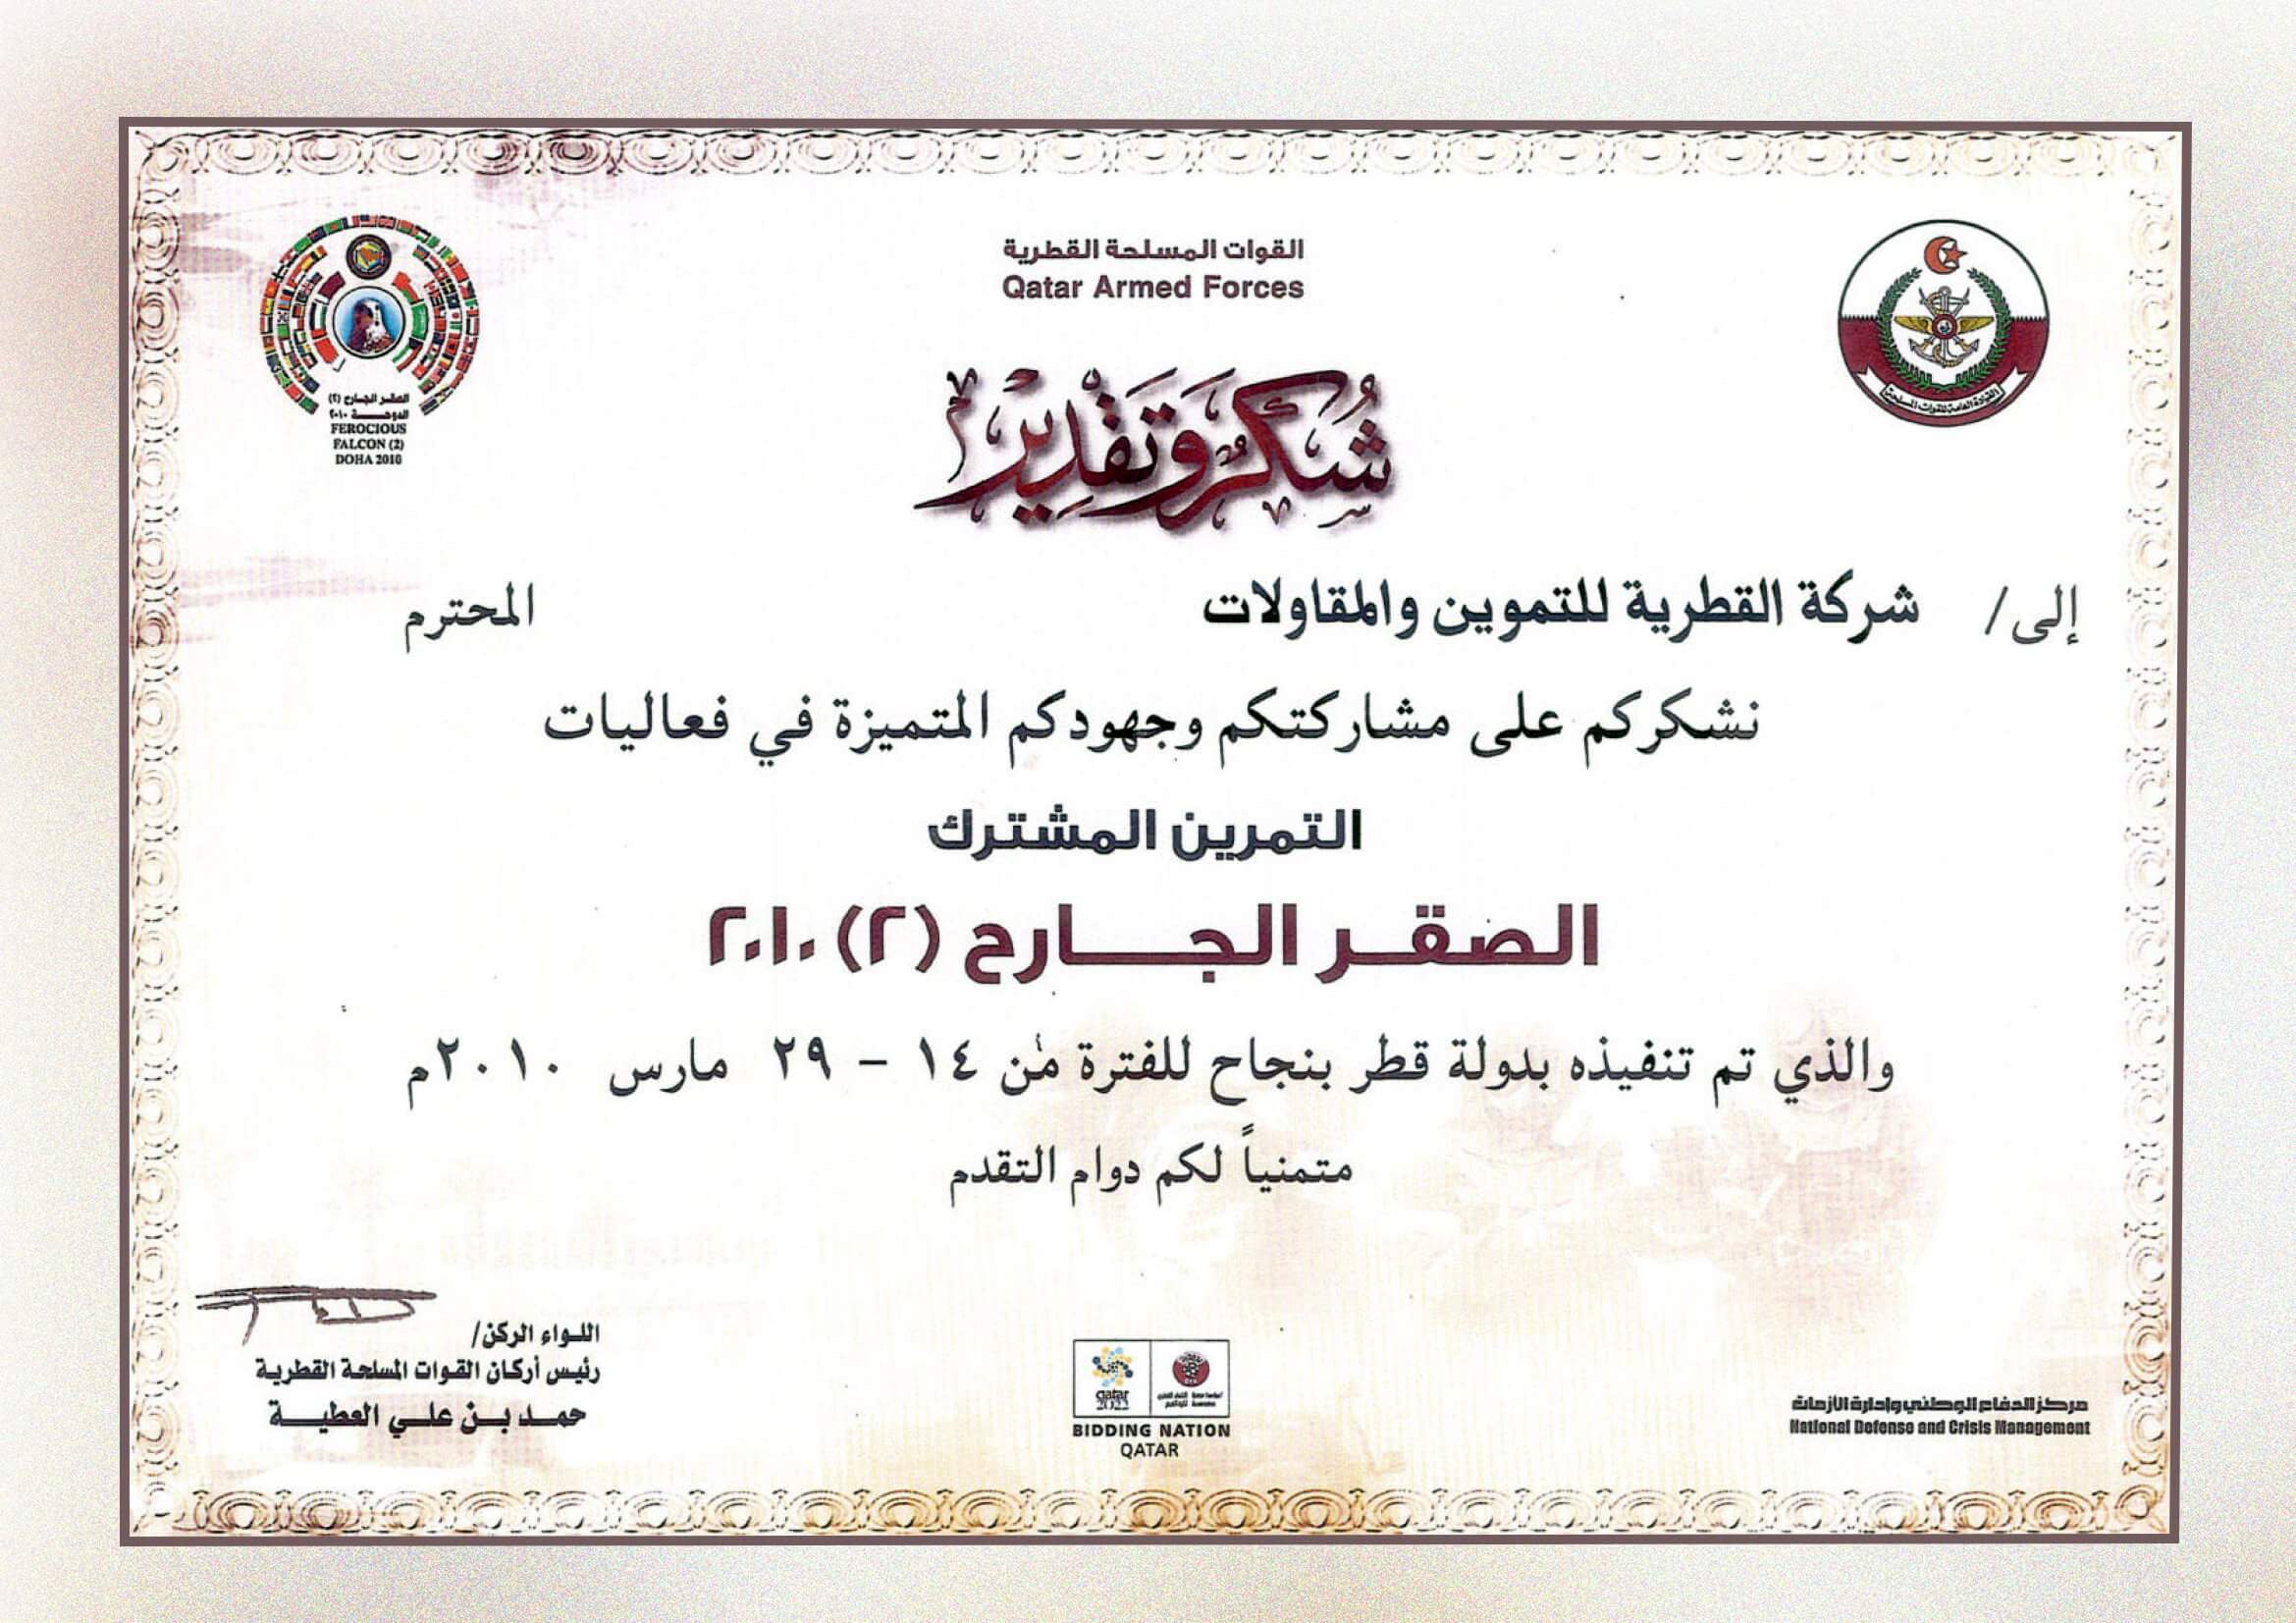 القوات المسلحة القطرية
Qatar Armed Forces
الصقر الجارح (٢)
الدوحة ٢٠١٠
FEROCIOUS
FALCON (2)
DOHA 2010
القيادة العامة للقوات المسلحة
شكر وتقدير
إلى / شركة القطرية للتموين والمقاولات المحترم
نشكركم على مشاركتكم وجهودكم المتميزة في فعاليات
التمرين المشترك
الصقر الجارح (٢) ٢٠١٠
والذي تم تنفيذه بدولة قطر بنجاح للفترة من ١٤ - ٢٩ مارس ٢٠١٠م
متمنياً لكم دوام التقدم
اللواء الركن/
رئيس أركان القوات المسلحة القطرية
حمد بن علي العطية
qatar
2022
BIDDING NATION
QATAR
مركز الدفاع الوطني وإدارة الأزمات
National Defense and Crisis Management